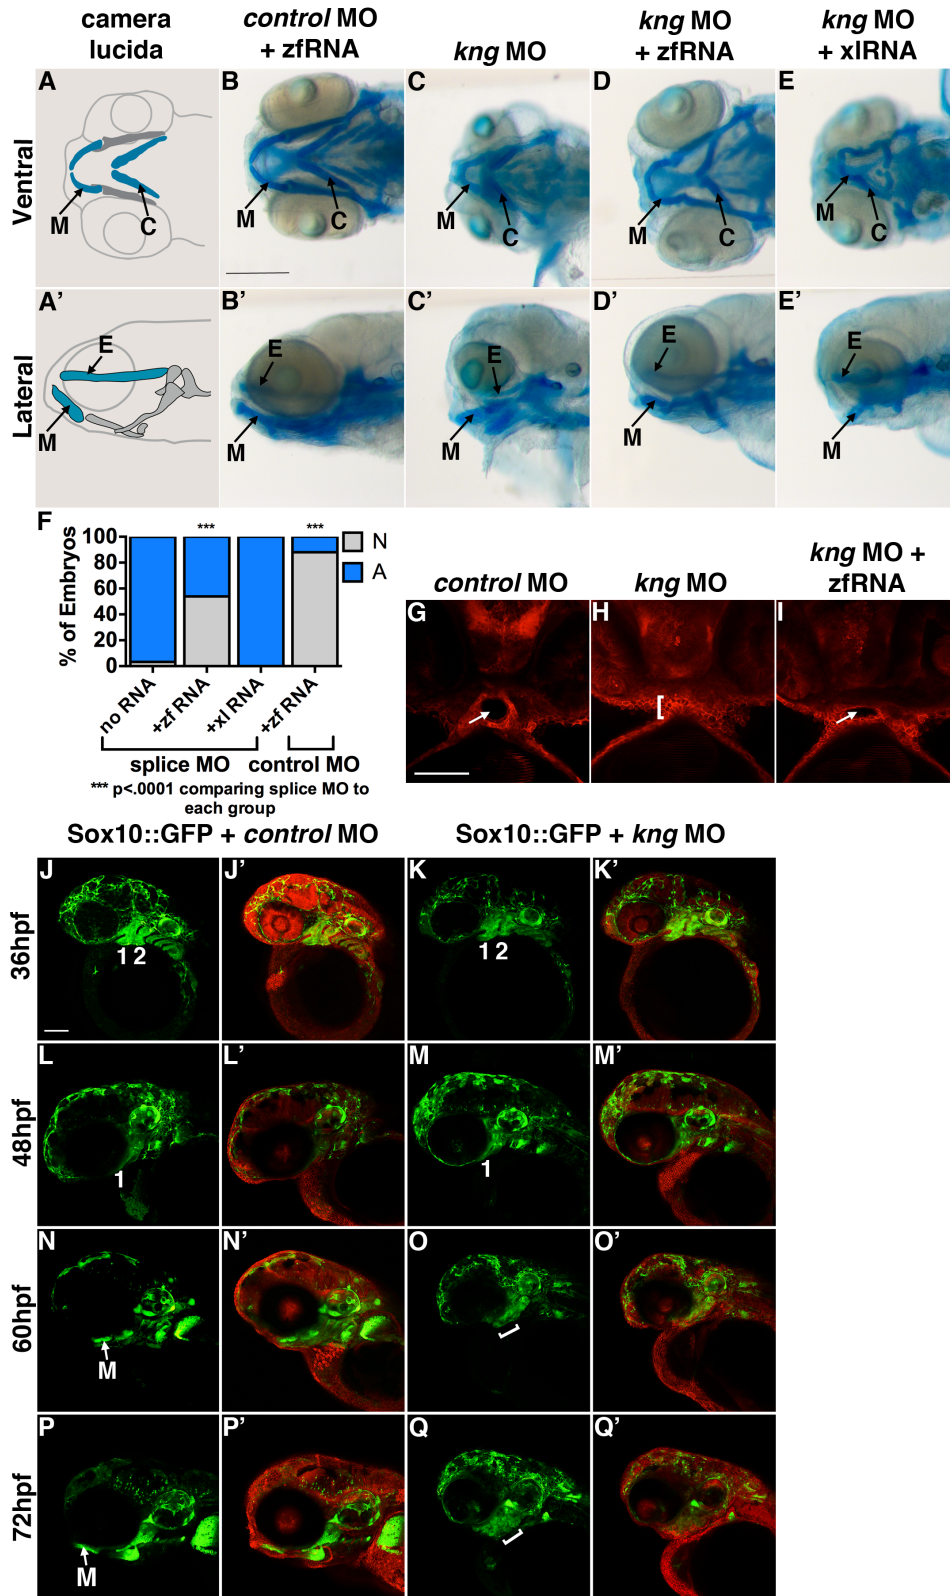 camera
lucida
control MO
+ zfRNA
kng MO
kng MO
+ zfRNA
kng MO
+ xlRNA
Ventral
A
M
C
B
M
C
C
M
C
D
M
C
E
M
C
Lateral
A’
E
M
B’
E
M
C’
E
M
D’
E
M
E’
E
M
F
% of Embryos
100
80
60
40
20
0
***
***
N
A
no RNA
+zf RNA
+xl RNA
+zf RNA
splice MO
control MO
*** p<.0001 comparing splice MO to
each group
control MO
kng MO
kng MO +
zfRNA
G
H
I
Sox10::GFP + control MO
Sox10::GFP + kng MO
36hpf
J
1 2
J’
K
1 2
K’
48hpf
L
1
L’
M
1
M’
60hpf
N
M
N’
O
O’
72hpf
P
M
P’
Q
Q’